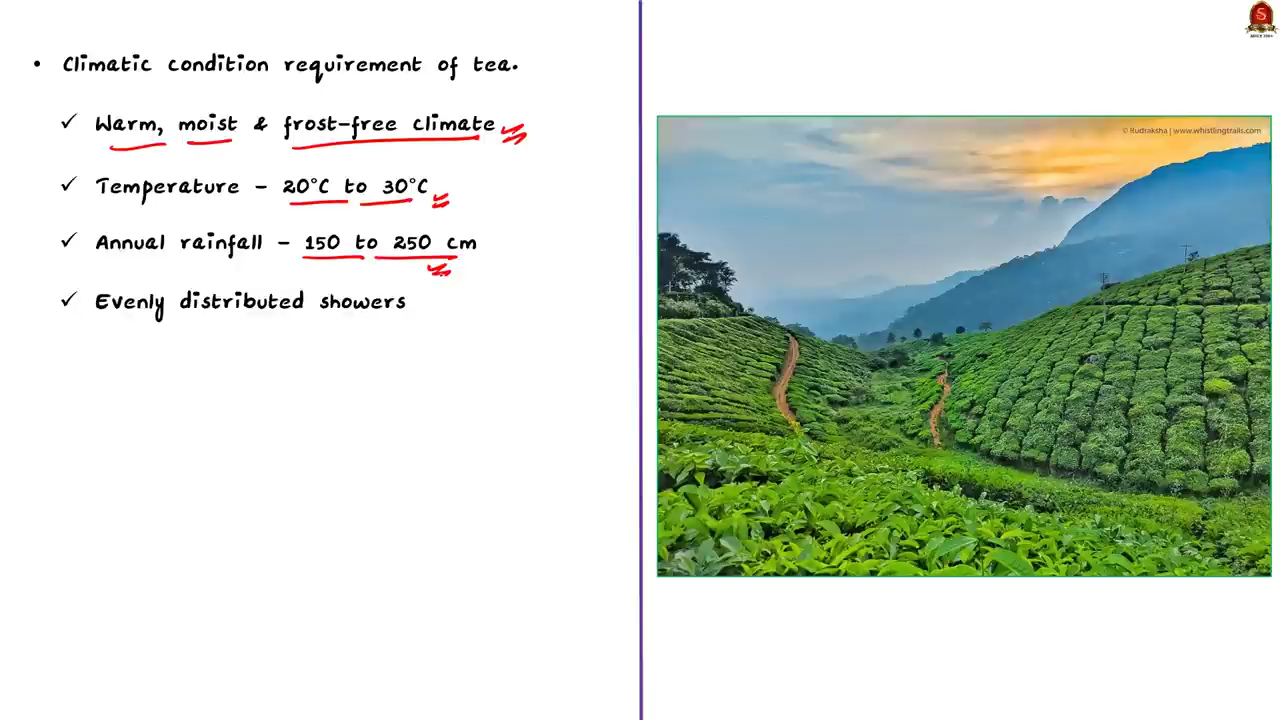 • Climatic condition requirement of tea.
✓ Warm, moist & frost-free climate
✓ Temperature - 20°C to 30°C
✓ Annual rainfall - 150 to 250 cm
✓ Evenly distributed showers
© Rudraksha | www.whistlingtrails.com
S